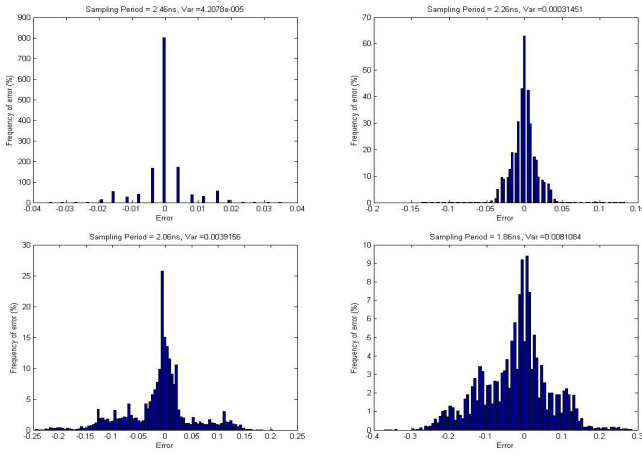 Sampling Period = 2.46ns, Var =4.2078e-005
Frequency of error (%)
900
800
700
600
500
400
300
200
100
0
-0.04 -0.03 -0.02 -0.01 0 0.01 0.02 0.03 0.04
Error
Sampling Period = 2.26ns, Var =0.00031451
Frequency of error (%)
70
60
50
40
30
20
10
0
-0.2 -0.15 -0.1 -0.05 0 0.05 0.1 0.15
Error
Sampling Period = 2.06ns, Var =0.0039156
Frequency of error (%)
30
25
20
15
10
5
0
-0.25 -0.2 -0.15 -0.1 -0.05 0 0.05 0.1 0.15 0.2 0.25
Error
Sampling Period = 1.86ns, Var =0.0081084
Frequency of error (%)
10
9
8
7
6
5
4
3
2
1
0
-0.4 -0.3 -0.2 -0.1 0 0.1 0.2 0.3
Error